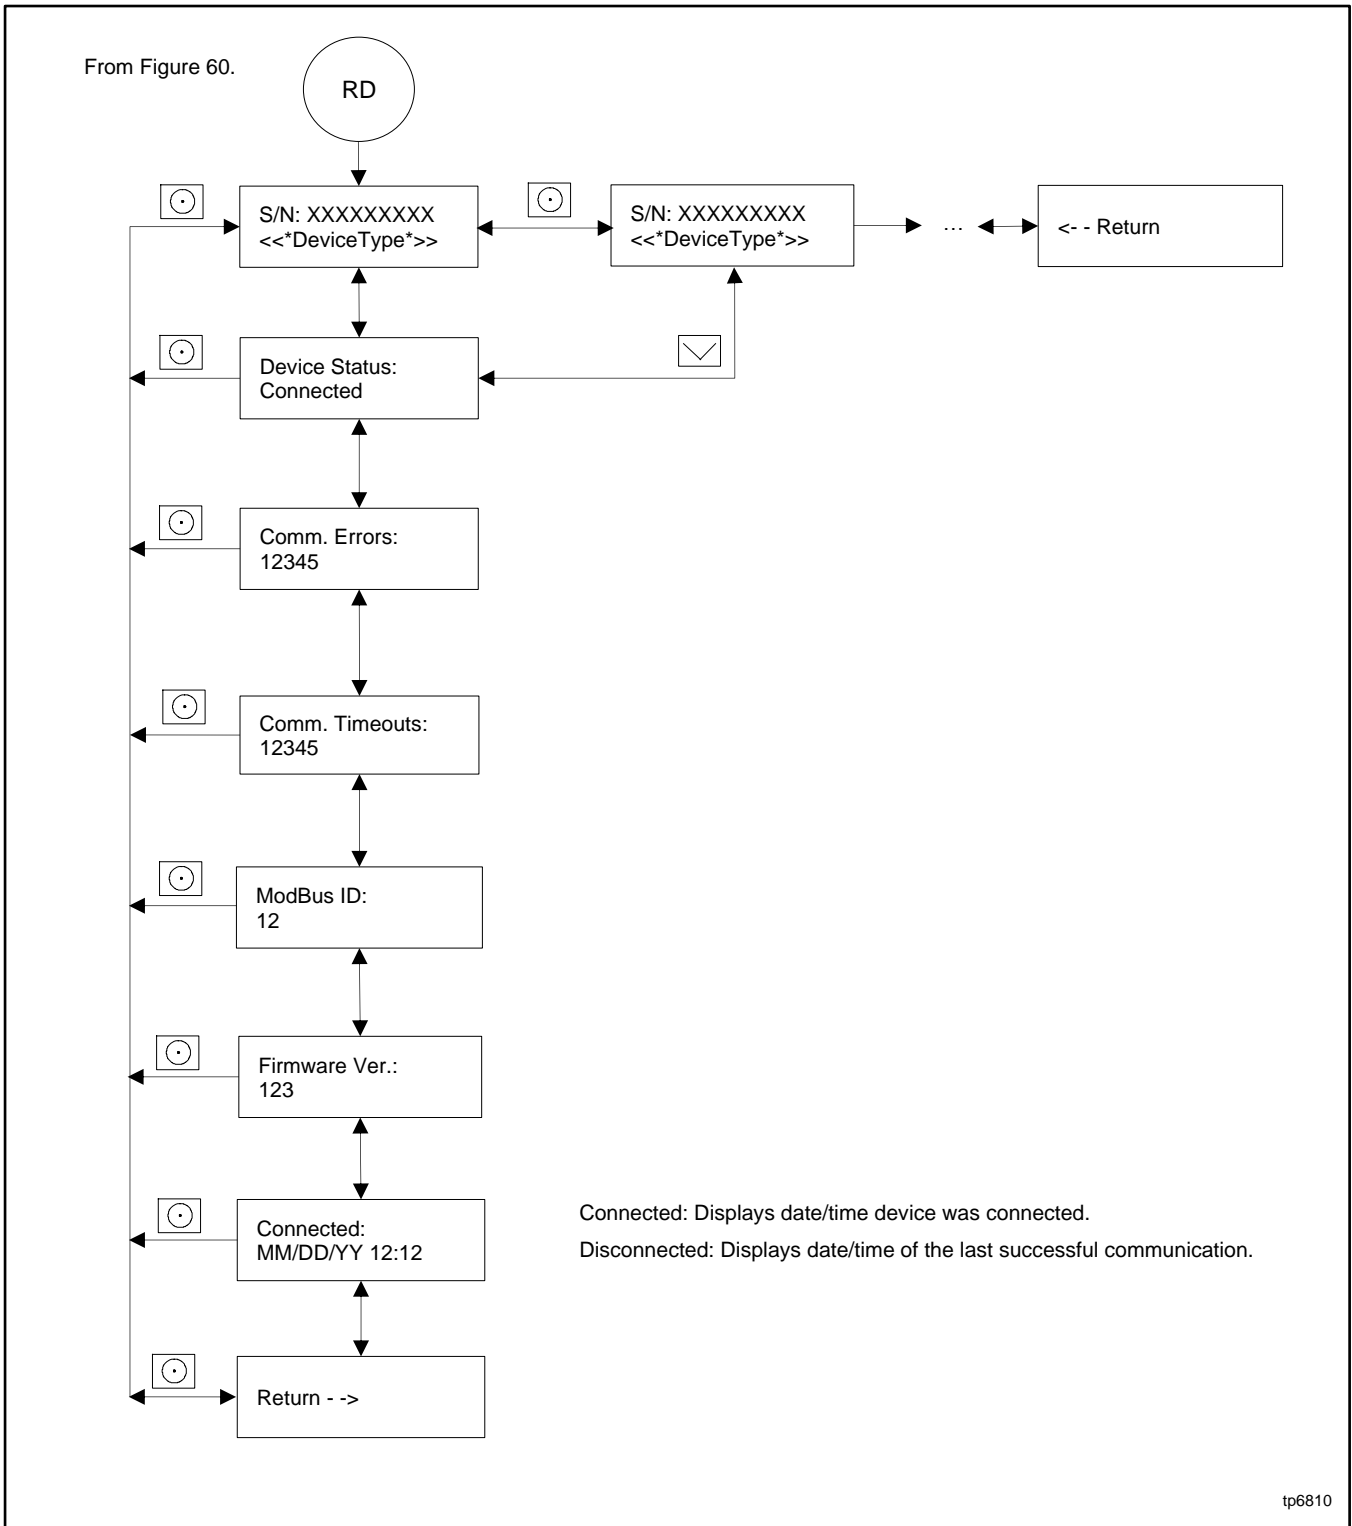 From Figure 60.
RD
S/N: XXXXXXXXX
<<*DeviceType*>>
S/N: XXXXXXXXX
<<*DeviceType*>>
...
<- - Return
Device Status:
Connected
Comm. Errors:
12345
Comm. Timeouts:
12345
ModBus ID:
12
Firmware Ver.:
123
Connected:
MM/DD/YY 12:12
Connected: Displays date/time device was connected.
Disconnected: Displays date/time of the last successful communication.
Return - ->
tp6810